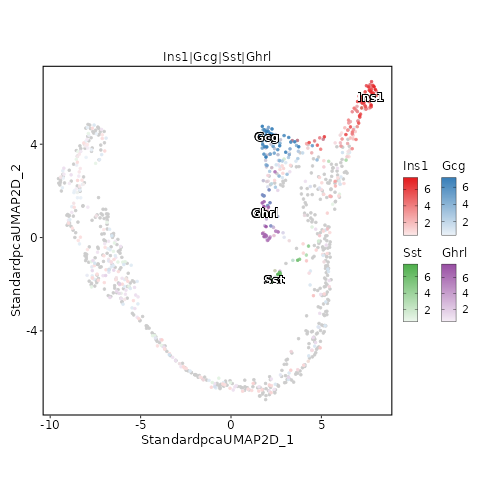 Ins1|Gcg|Sst|Ghrl
Ins1
Gcg
Ghrl
Sst
4
0
-4
-10
-5
0
5
StandardpcaUMAP2D_1
StandardpcaUMAP2D_2
Ins1
6
4
2
Gcg
6
4
2
Sst
6
4
2
Ghrl
6
4
2